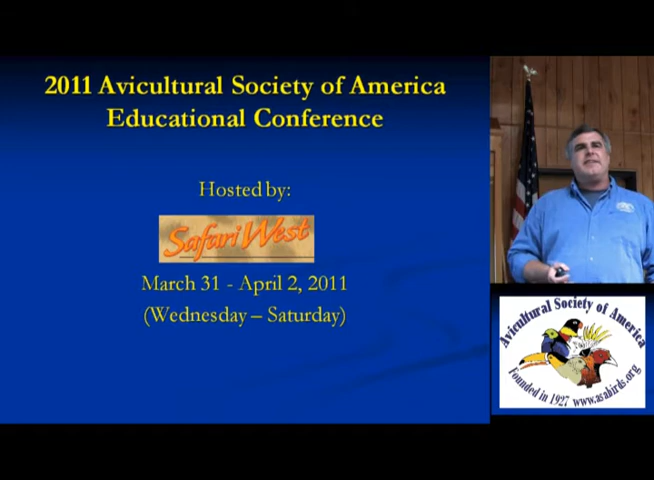 2011 Avicultural Society of America
Educational Conference
Hosted by:
Safari West
March 31 - April 2, 2011
(Wednesday – Saturday)
Avicultural Society of America
Founded in 1927 www.asabirds.org